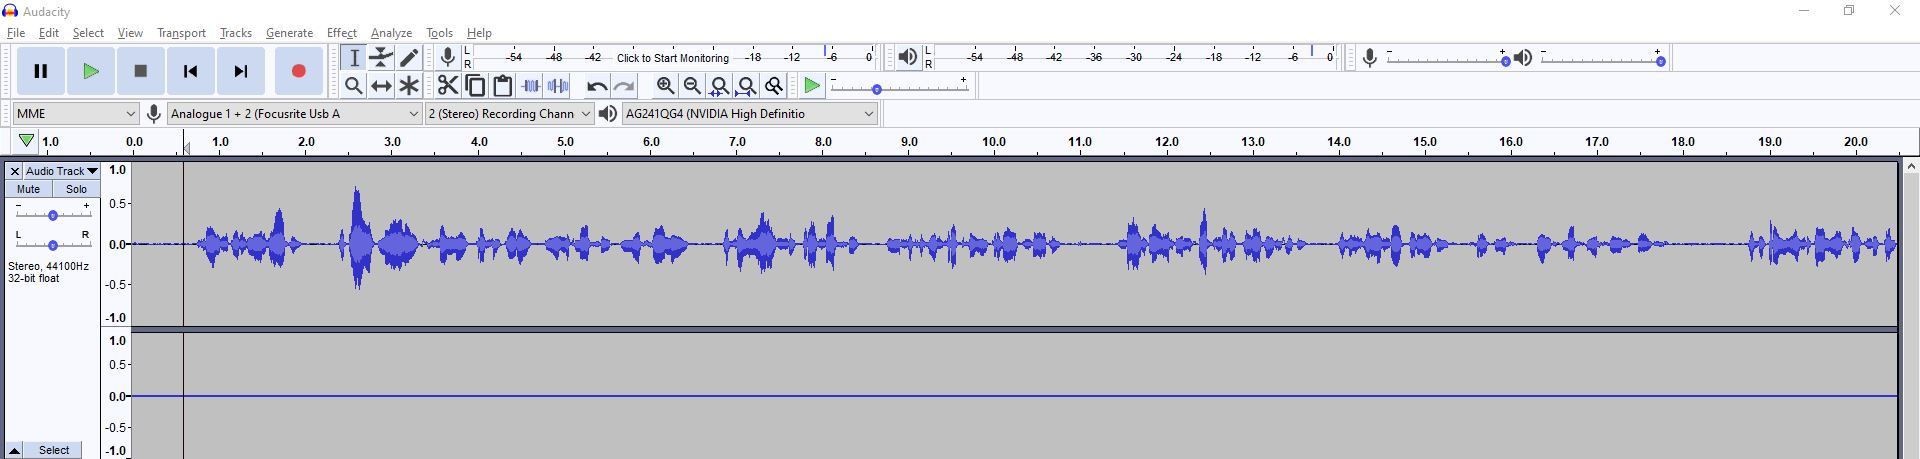 Audacity
File Edit Select View Transport Tracks Generate Effect Analyze Tools Help
L
R
-54 -48 -42 Click to Start Monitoring -18 -12 -6 0
L
R
-54 -48 -42 -36 -30 -24 -18 -12 -6 0
- +
- +
- +
MME
Analogue 1 + 2 (Focusrite Usb A
2 (Stereo) Recording Chann
AG241QG4 (NVIDIA High Definitio
1.0 0.0 1.0 2.0 3.0 4.0 5.0 6.0 7.0 8.0 9.0 10.0 11.0 12.0 13.0 14.0 15.0 16.0 17.0 18.0 19.0 20.0
Audio Track
Mute Solo
- +
L R
Stereo, 44100Hz
32-bit float
Select
1.0
0.5-
0.0-
-0.5-
-1.0
1.0
0.5-
0.0-
-0.5-
-1.0